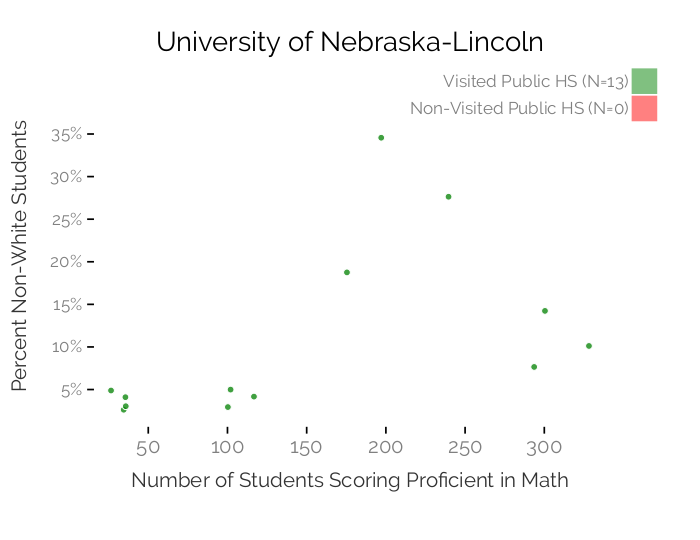 University of Nebraska-Lincoln
Visited Public HS (N=13)
Non-Visited Public HS (N=0)
Percent Non-White Students
35%
30%
25%
20%
15%
10%
5%
50 100 150 200 250 300
Number of Students Scoring Proficient in Math